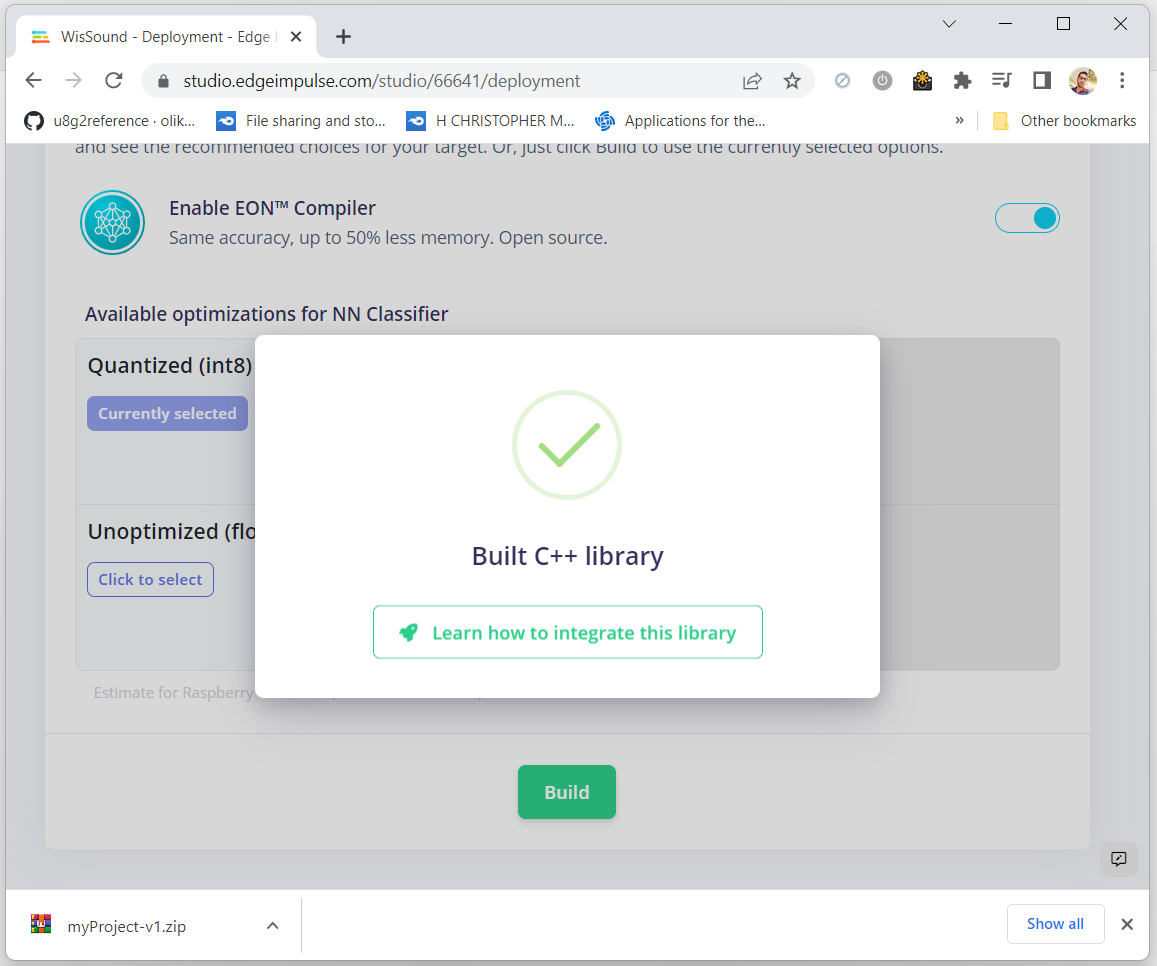 WisSound - Deployment - Edge
studio.edgeimpulse.com/studio/66641/deployment
u8g2reference · olik...
File sharing and sto...
H CHRISTOPHER M...
Applications for the...
»
Other bookmarks
and see the recommended choices for your target. Or, just click Build to use the currently selected options.
Enable EON™ Compiler
Same accuracy, up to 50% less memory. Open source.
Available optimizations for NN Classifier
Quantized (int8)
Currently selected
Unoptimized (flo
Click to select
Built C++ library
Learn how to integrate this library
Estimate for Raspberry
Build
myProject-v1.zip
Show all